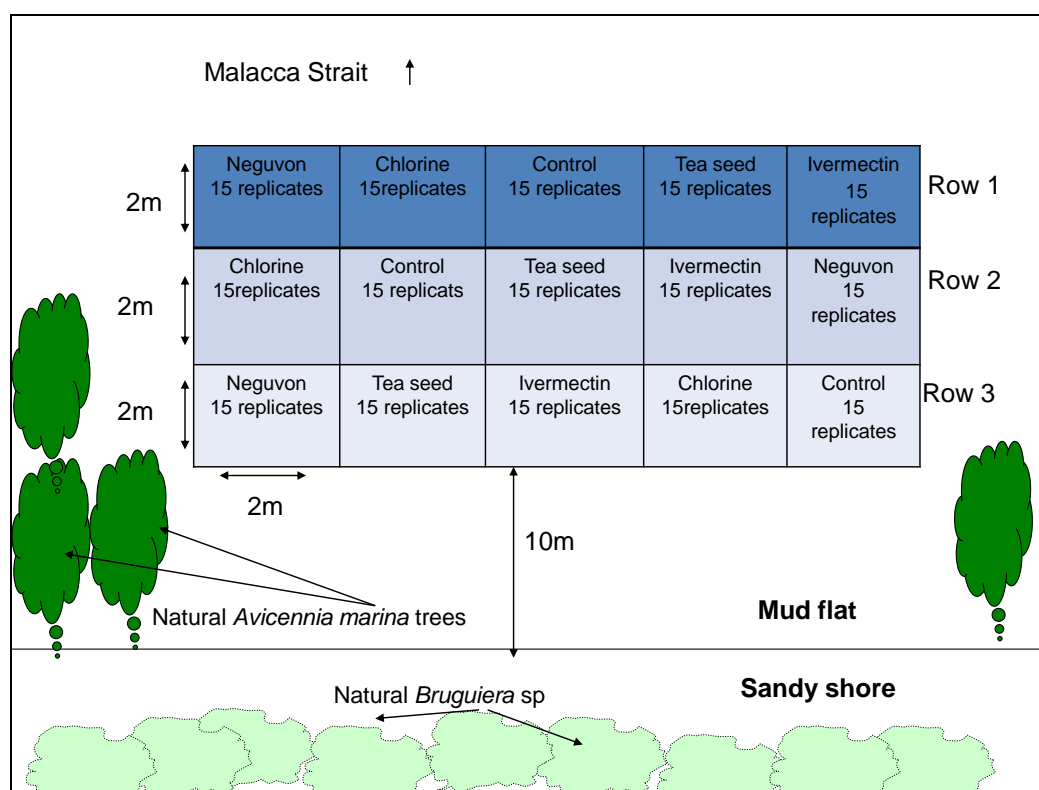 Malacca Strait ↑
Neguvon
15 replicates
Chlorine
15replicates
Control
15 replicates
Tea seed
15 replicates
Ivermectin
15
replicates
Row 1
2m
Chlorine
15replicates
Control
15 replicats
Tea seed
15 replicates
Ivermectin
15 replicates
Neguvon
15
replicates
Row 2
2m
Neguvon
15 replicates
Tea seed
15 replicates
Ivermectin
15 replicates
Chlorine
15replicates
Control
15
replicates
Row 3
2m
2m
10m
Natural Avicennia marina trees
Mud flat
Sandy shore
Natural Bruguiera sp